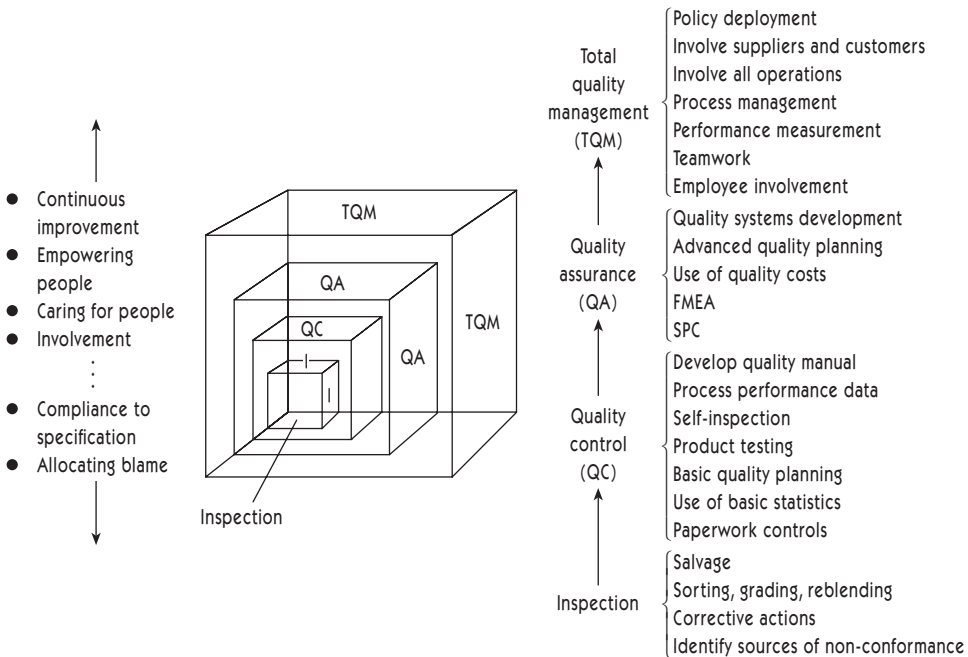 ● Continuous
improvement
● Empowering
people
● Caring for people
● Involvement
● Compliance to
specification
● Allocating blame
TQM
QA
QC
I
I
QA
TQM
Inspection
Total
quality
management
(TQM)
Policy deployment
Involve suppliers and customers
Involve all operations
Process management
Performance measurement
Teamwork
Employee involvement
Quality
assurance
(QA)
Quality systems development
Advanced quality planning
Use of quality costs
FMEA
SPC
Quality
control
(QC)
Develop quality manual
Process performance data
Self-inspection
Product testing
Basic quality planning
Use of basic statistics
Paperwork controls
Inspection
Salvage
Sorting, grading, reblending
Corrective actions
Identify sources of non-conformance